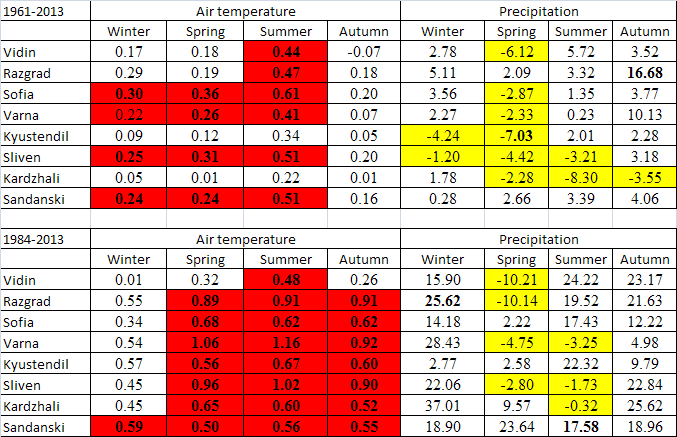 1961-2013 Air temperature Precipitation
Winter Spring Summer Autumn Winter Spring Summer Autumn
Vidin 0.17 0.18 0.44 -0.07 2.78 -6.12 5.72 3.52
Razgrad 0.29 0.19 0.47 0.18 5.11 2.09 3.32 16.68
Sofia 0.30 0.36 0.61 0.20 3.56 -2.87 1.35 3.77
Varna 0.22 0.26 0.41 0.07 2.27 -2.33 0.23 10.13
Kyustendil 0.09 0.12 0.34 0.05 -4.24 -7.03 2.01 2.28
Sliven 0.25 0.31 0.51 0.20 -1.20 -4.42 -3.21 3.18
Kardzhali 0.05 0.01 0.22 0.01 1.78 -2.28 -8.30 -3.55
Sandanski 0.24 0.24 0.51 0.16 0.28 2.66 3.39 4.06
1984-2013 Air temperature Precipitation
Winter Spring Summer Autumn Winter Spring Summer Autumn
Vidin 0.01 0.32 0.48 0.26 15.90 -10.21 24.22 23.17
Razgrad 0.55 0.89 0.91 0.91 25.62 -10.14 19.52 21.63
Sofia 0.34 0.68 0.62 0.62 14.18 2.22 17.43 12.22
Varna 0.54 1.06 1.16 0.92 28.43 -4.75 -3.25 4.98
Kyustendil 0.57 0.56 0.67 0.60 2.77 2.58 22.32 9.79
Sliven 0.45 0.96 1.02 0.90 22.06 -2.80 -1.73 22.84
Kardzhali 0.45 0.65 0.60 0.52 37.01 9.57 -0.32 25.62
Sandanski 0.59 0.50 0.56 0.55 18.90 23.64 17.58 18.96